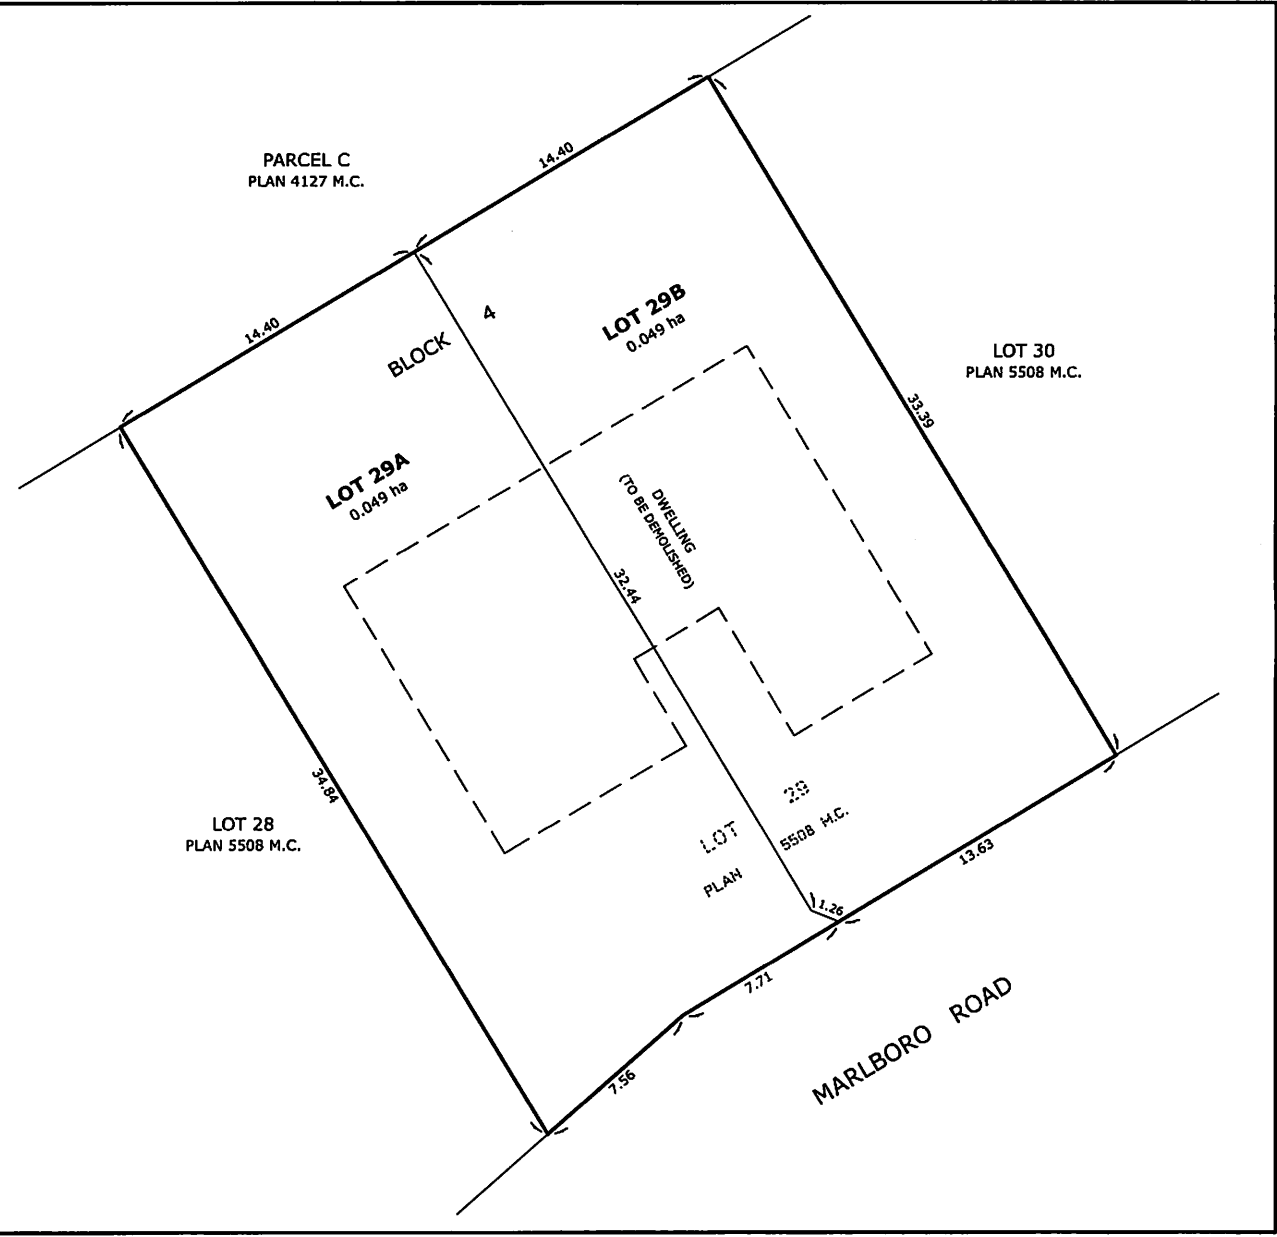 PARCEL C
PLAN 4127 M.C.
14.40
14.40
BLOCK 4
LOT 29B
0.049 ha
LOT 30
PLAN 5508 M.C.
33.39
LOT 29A
0.049 ha
DWELLING
(TO BE DEMOLISHED)
32.44
34.84
LOT 28
PLAN 5508 M.C.
LOT 29
PLAN 5508 M.C.
1.26
13.63
7.71
7.56
MARLBORO ROAD